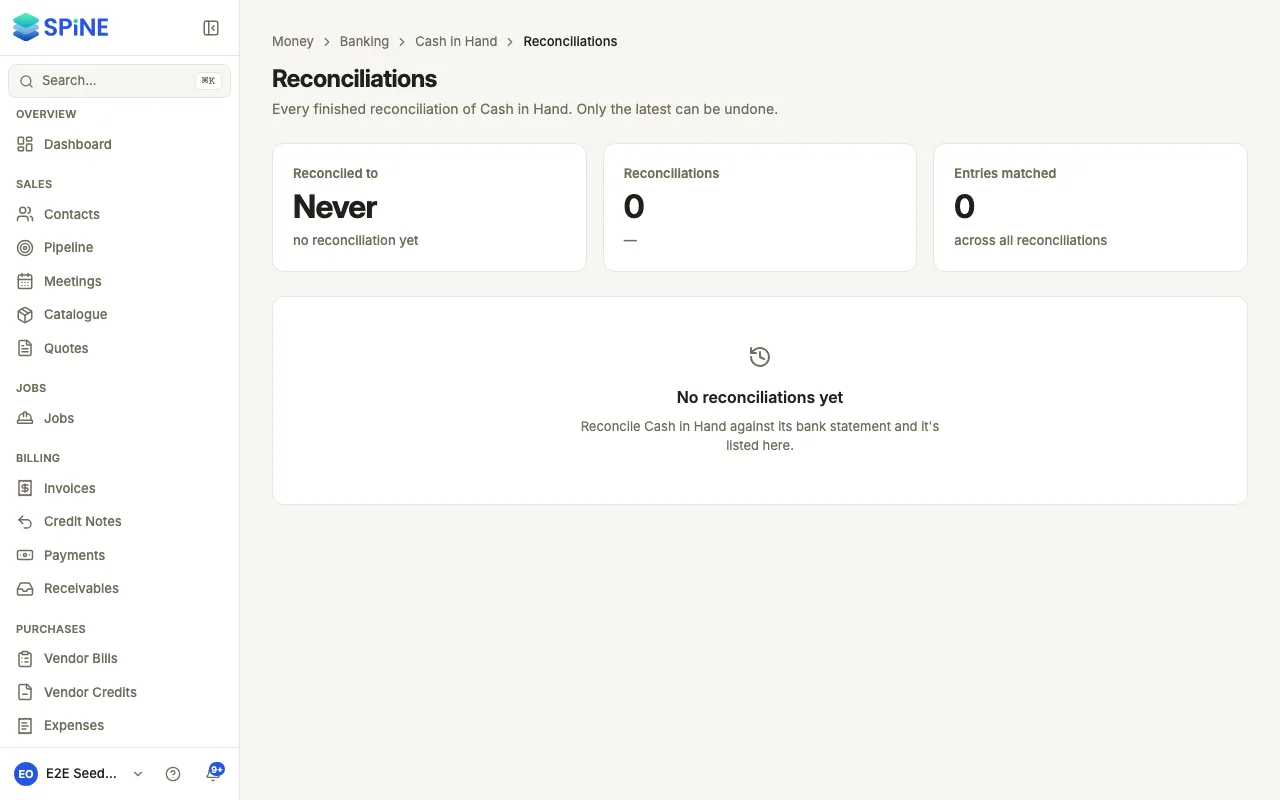 SPiNE
Search...
⌘K
OVERVIEW
Dashboard
SALES
Contacts
Pipeline
Meetings
Catalogue
Quotes
JOBS
Jobs
BILLING
Invoices
Credit Notes
Payments
Receivables
PURCHASES
Vendor Bills
Vendor Credits
Expenses
EO E2E Seed...
9+
Money > Banking > Cash in Hand > Reconciliations
Reconciliations
Every finished reconciliation of Cash in Hand. Only the latest can be undone.
Reconciled to
Never
no reconciliation yet
Reconciliations
0
—
Entries matched
0
across all reconciliations
No reconciliations yet
Reconcile Cash in Hand against its bank statement and it's
listed here.